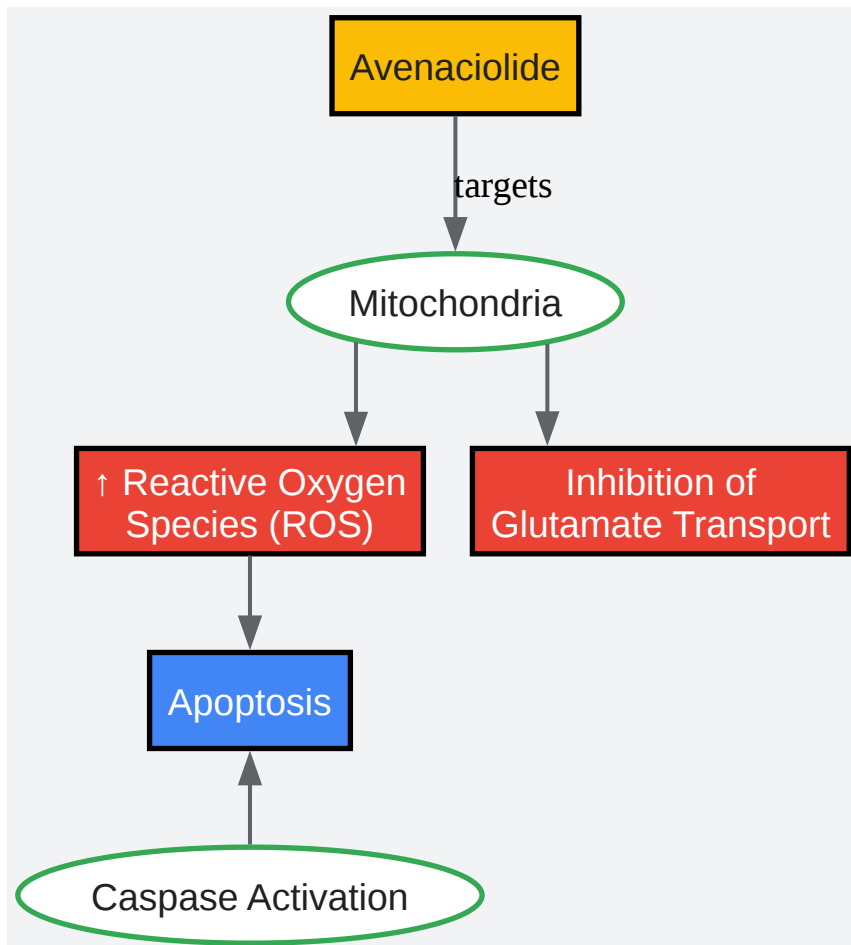 Avenaciolide
targets
Mitochondria
↑ Reactive Oxygen
Species (ROS)
Inhibition of
Glutamate Transport
Apoptosis
Caspase Activation